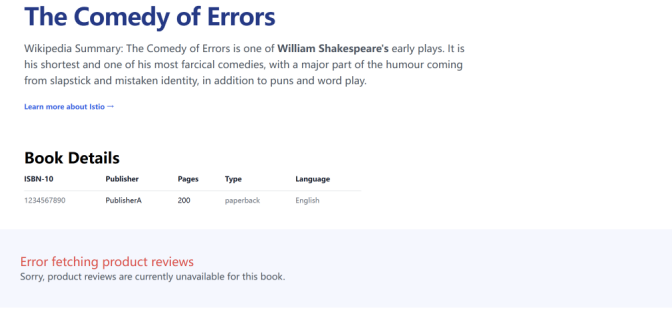 The Comedy of Errors
Wikipedia Summary: The Comedy of Errors is one of William Shakespeare's early plays. It is
his shortest and one of his most farcical comedies, with a major part of the humour coming
from slapstick and mistaken identity, in addition to puns and word play.
Learn more about Istio →
Book Details
ISBN-10 Publisher Pages Type Language
1234567890 PublisherA 200 paperback English
Error fetching product reviews
Sorry, product reviews are currently unavailable for this book.